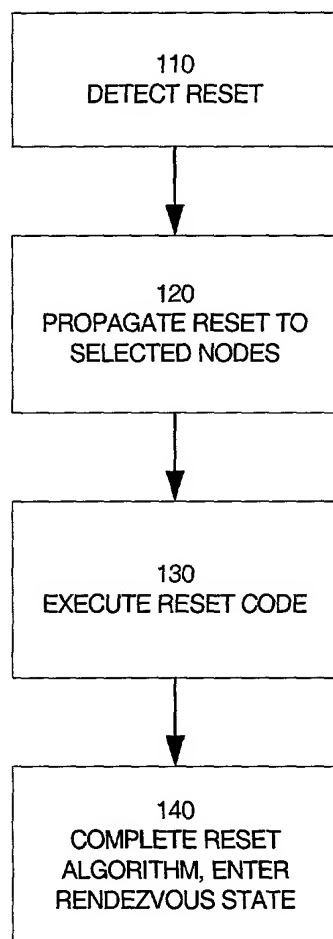 110
DETECT RESET
120
PROPAGATE RESET TO
SELECTED NODES
130
EXECUTE RESET CODE
140
COMPLETE RESET
ALGORITHM, ENTER
RENDEZVOUS STATE